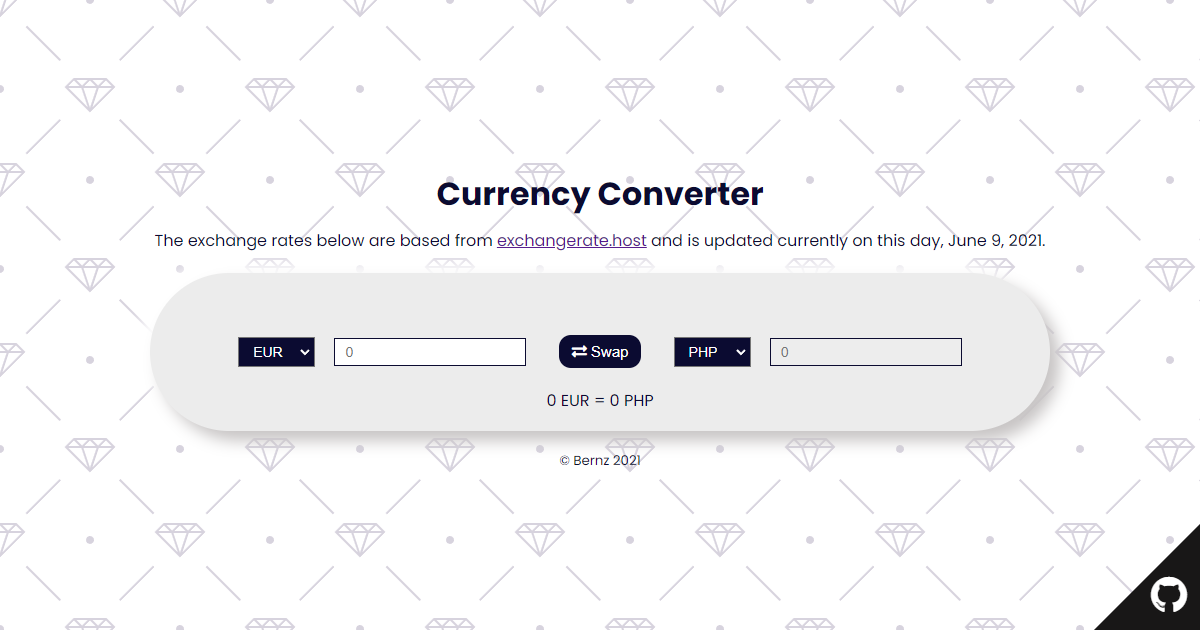 Currency Converter
The exchange rates below are based from exchangerate.host and is updated currently on this day, June 9, 2021.
EUR 0 Swap PHP 0
0 EUR = 0 PHP
© Bernz 2021